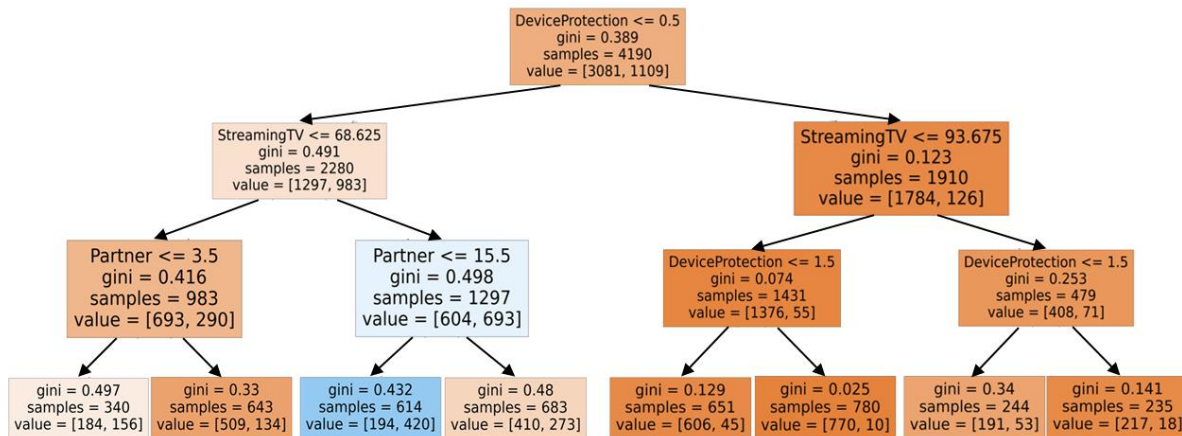 DeviceProtection <= 0.5
gini = 0.389
samples = 4190
value = [3081, 1109]
StreamingTV <= 68.625
gini = 0.491
samples = 2280
value = [1297, 983]
StreamingTV <= 93.675
gini = 0.123
samples = 1910
value = [1784, 126]
Partner <= 3.5
gini = 0.416
samples = 983
value = [693, 290]
Partner <= 15.5
gini = 0.498
samples = 1297
value = [604, 693]
DeviceProtection <= 1.5
gini = 0.074
samples = 1431
value = [1376, 55]
DeviceProtection <= 1.5
gini = 0.253
samples = 479
value = [408, 71]
gini = 0.497
samples = 340
value = [184, 156]
gini = 0.33
samples = 643
value = [509, 134]
gini = 0.432
samples = 614
value = [194, 420]
gini = 0.48
samples = 683
value = [410, 273]
gini = 0.129
samples = 651
value = [606, 45]
gini = 0.025
samples = 780
value = [770, 10]
gini = 0.34
samples = 244
value = [191, 53]
gini = 0.141
samples = 235
value = [217, 18]